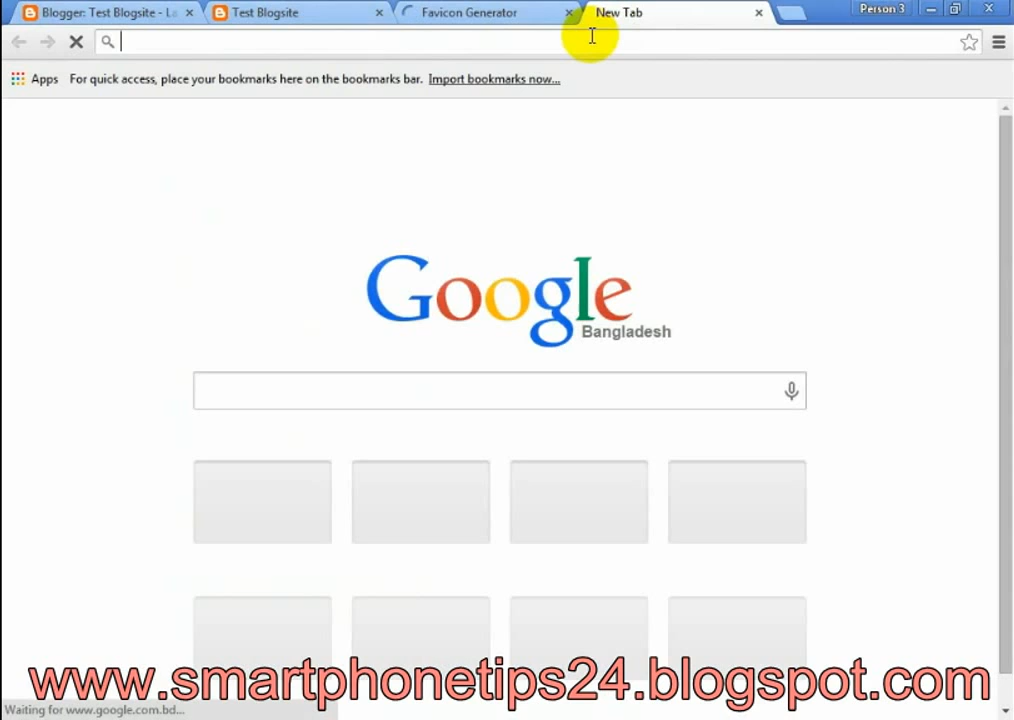 Blogger: Test Blogsite - La
Test Blogsite
Favicon Generator
New Tab
Person 3
Apps
For quick access, place your bookmarks here on the bookmarks bar. Import bookmarks now...
Google
Bangladesh
www.smartphonetips24.blogspot.com
Waiting for www.google.com.bd...